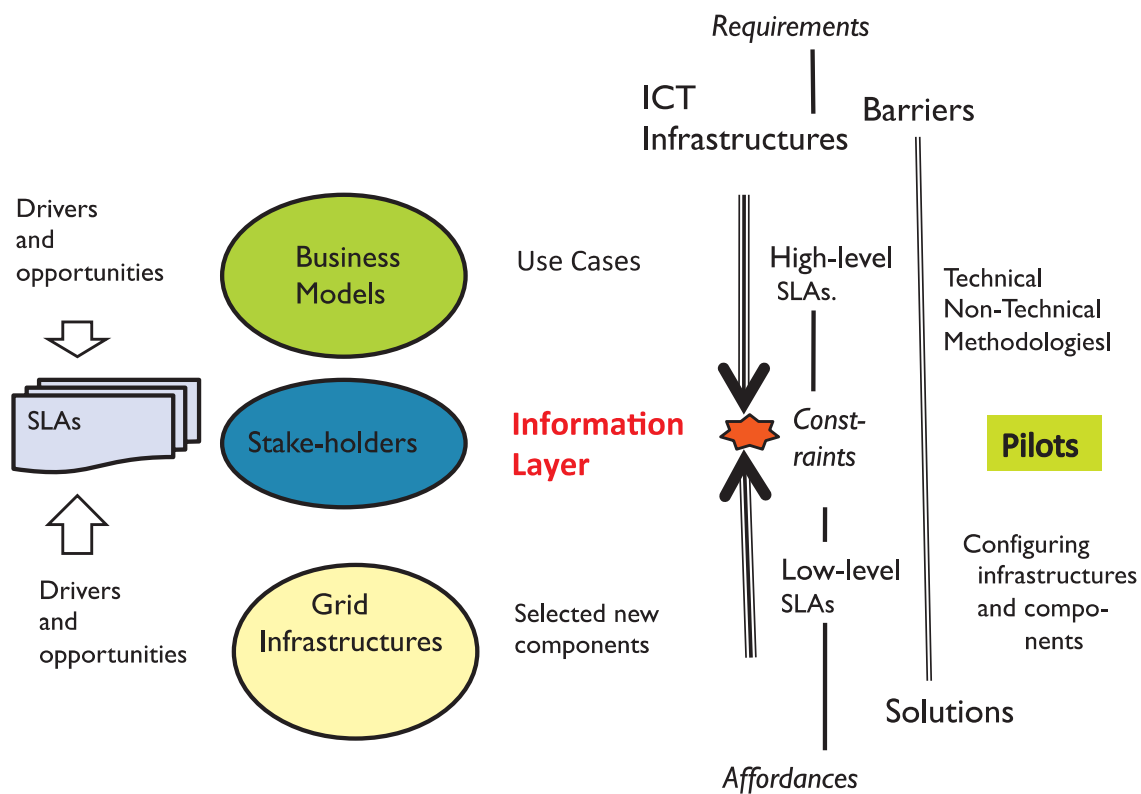 Requirements
ICT
Infrastructures
Barriers
Drivers
and
opportunities
Business
Models
Use Cases
High-level
SLAs.
Technical
Non-Technical
Methodologiesl
SLAs
Stake-holders
Information
Layer
Const-
raints
Pilots
Drivers
and
opportunities
Grid
Infrastructures
Selected new
components
Low-level
SLAs
Configuring
infrastructures
and compo-
nents
Solutions
Affordances